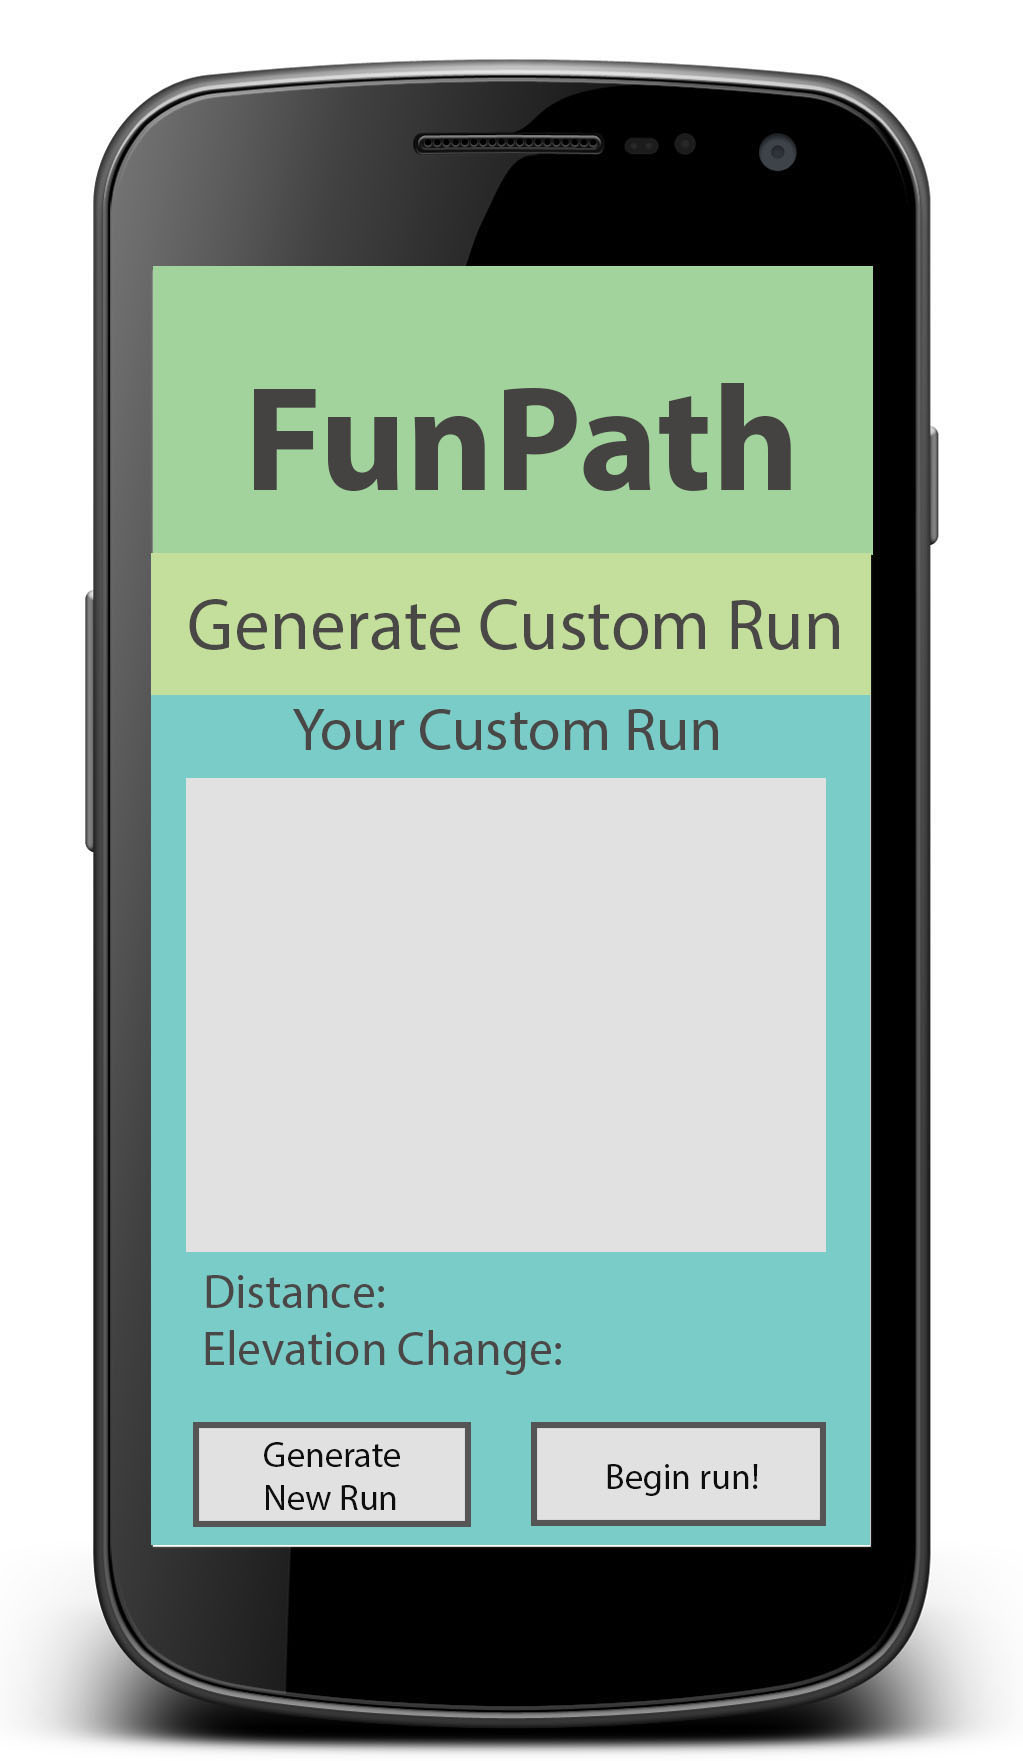 FunPath
Generate Custom Run
Your Custom Run
Distance:
Elevation Change:
Generate
New Run
Begin run!